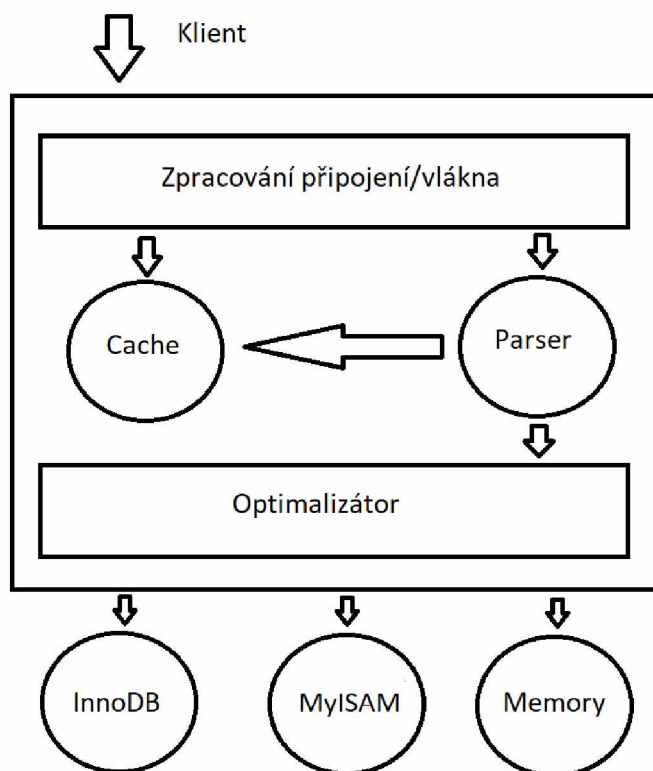 Klient
Zpracování připojení/vlákna
Cache
Parser
Optimalizátor
InnoDB
MyISAM
Memory